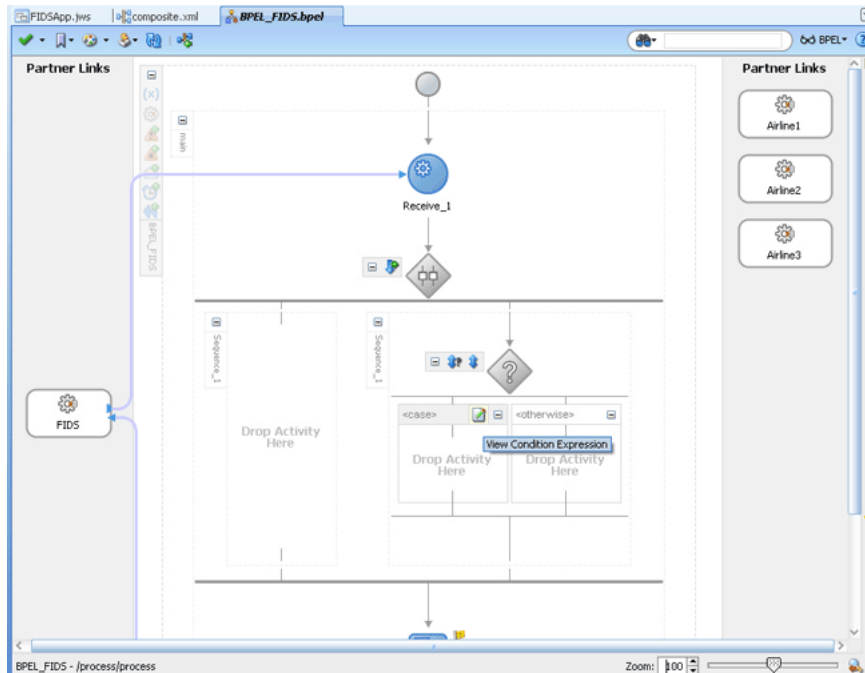 FIDSApp.jws
composite.xml
BPEL_FIDS.bpel
BPEL
Partner Links
Partner Links
main
BPEL_FIDS
Receive_1
Airline1
Airline2
Airline3
Sequence_1
Sequence_1
FIDS
Drop Activity
Here
<case>
<otherwise>
View Condition Expression
Drop Activity
Here
Drop Activity
Here
BPEL_FIDS - /process/process
Zoom: 100